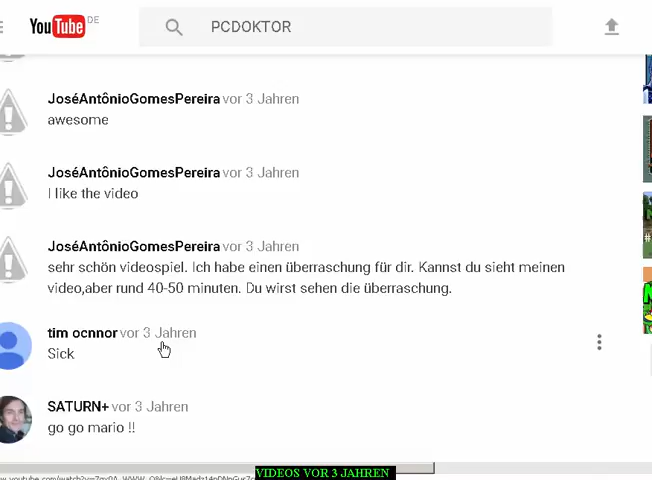 YouTube DE
PCDOKTOR
JoséAntônioGomesPereira vor 3 Jahren
awesome
JoséAntônioGomesPereira vor 3 Jahren
I like the video
JoséAntônioGomesPereira vor 3 Jahren
sehr schön videospiel. Ich habe einen überraschung für dir. Kannst du sieht meinen
video,aber rund 40-50 minuten. Du wirst sehen die überraschung.
tim ocnnor vor 3 Jahren
Sick
SATURN+ vor 3 Jahren
go go mario !!
VIDEOS VOR 3 JAHREN